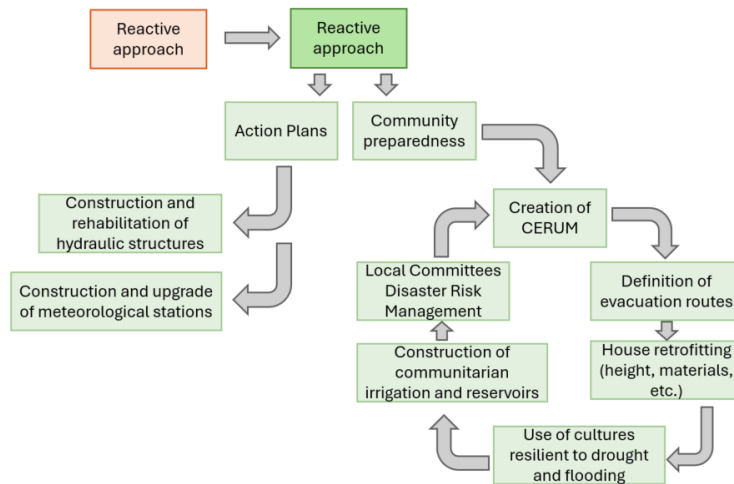 Reactive
approach
Reactive
approach
Action Plans
Community
preparedness
Construction and
rehabilitation of
hydraulic structures
Construction and upgrade
of meteorological stations
Creation of
CERUM
Definition of
evacuation routes
House retrofitting
(height, materials,
etc.)
Use of cultures
resilient to drought
and flooding
Construction of
communitarian
irrigation and reservoirs
Local Committees
Disaster Risk
Management